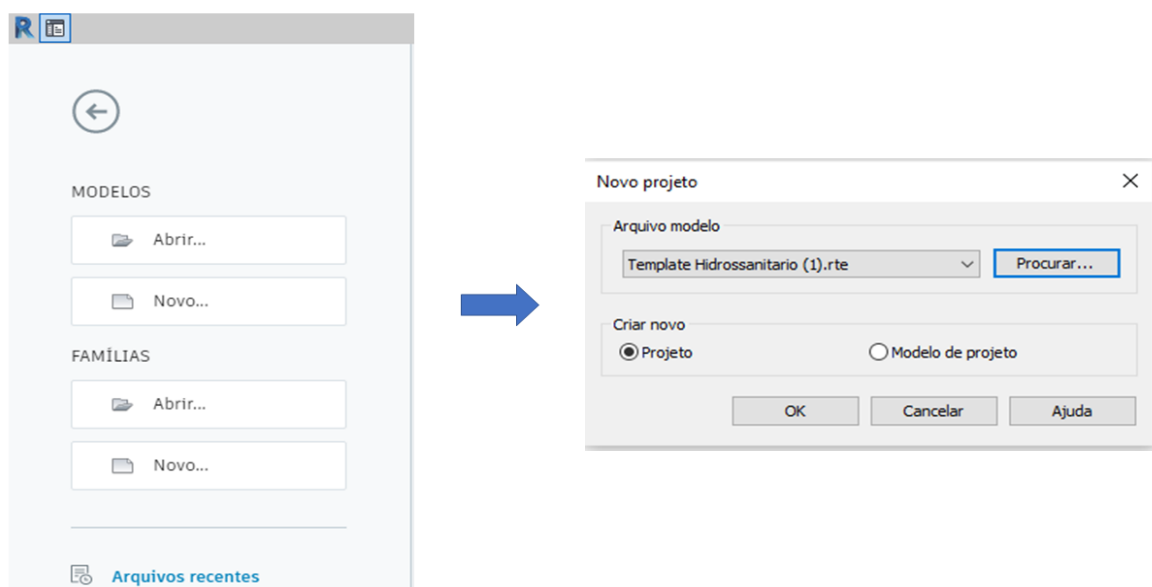 R
MODELOS
Abrir...
Novo...
FAMÍLIAS
Abrir...
Novo...
Arquivos recentes
Novo projeto
Arquivo modelo
Template Hidrossanitario (1).rte
Procurar...
Criar novo
Projeto
Modelo de projeto
OK
Cancelar
Ajuda